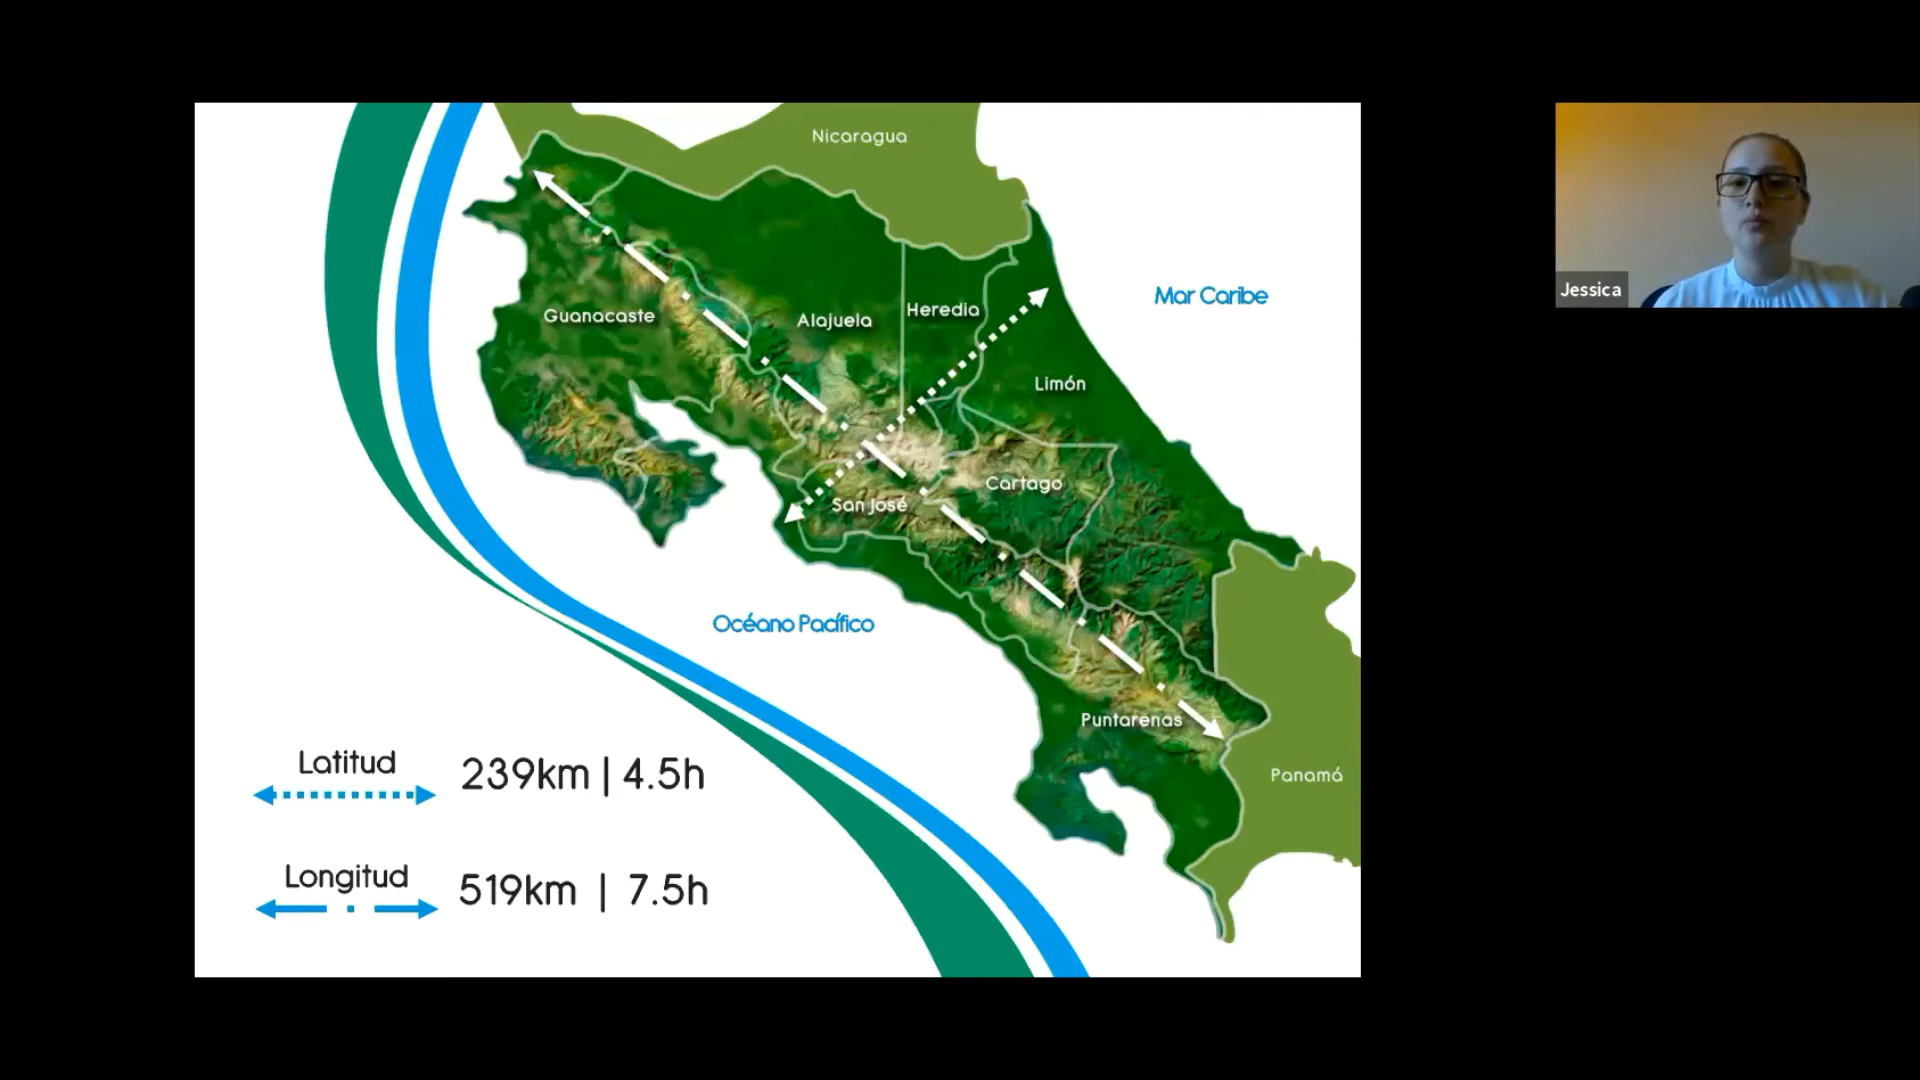 Nicaragua
Mar Caribe
Jessica
Guanacaste
Alajuela
Heredia
Limón
Cartago
San José
Océano Pacífico
Puntarenas
Panamá
Latitud
239km | 4.5h
Longitud
519km | 7.5h